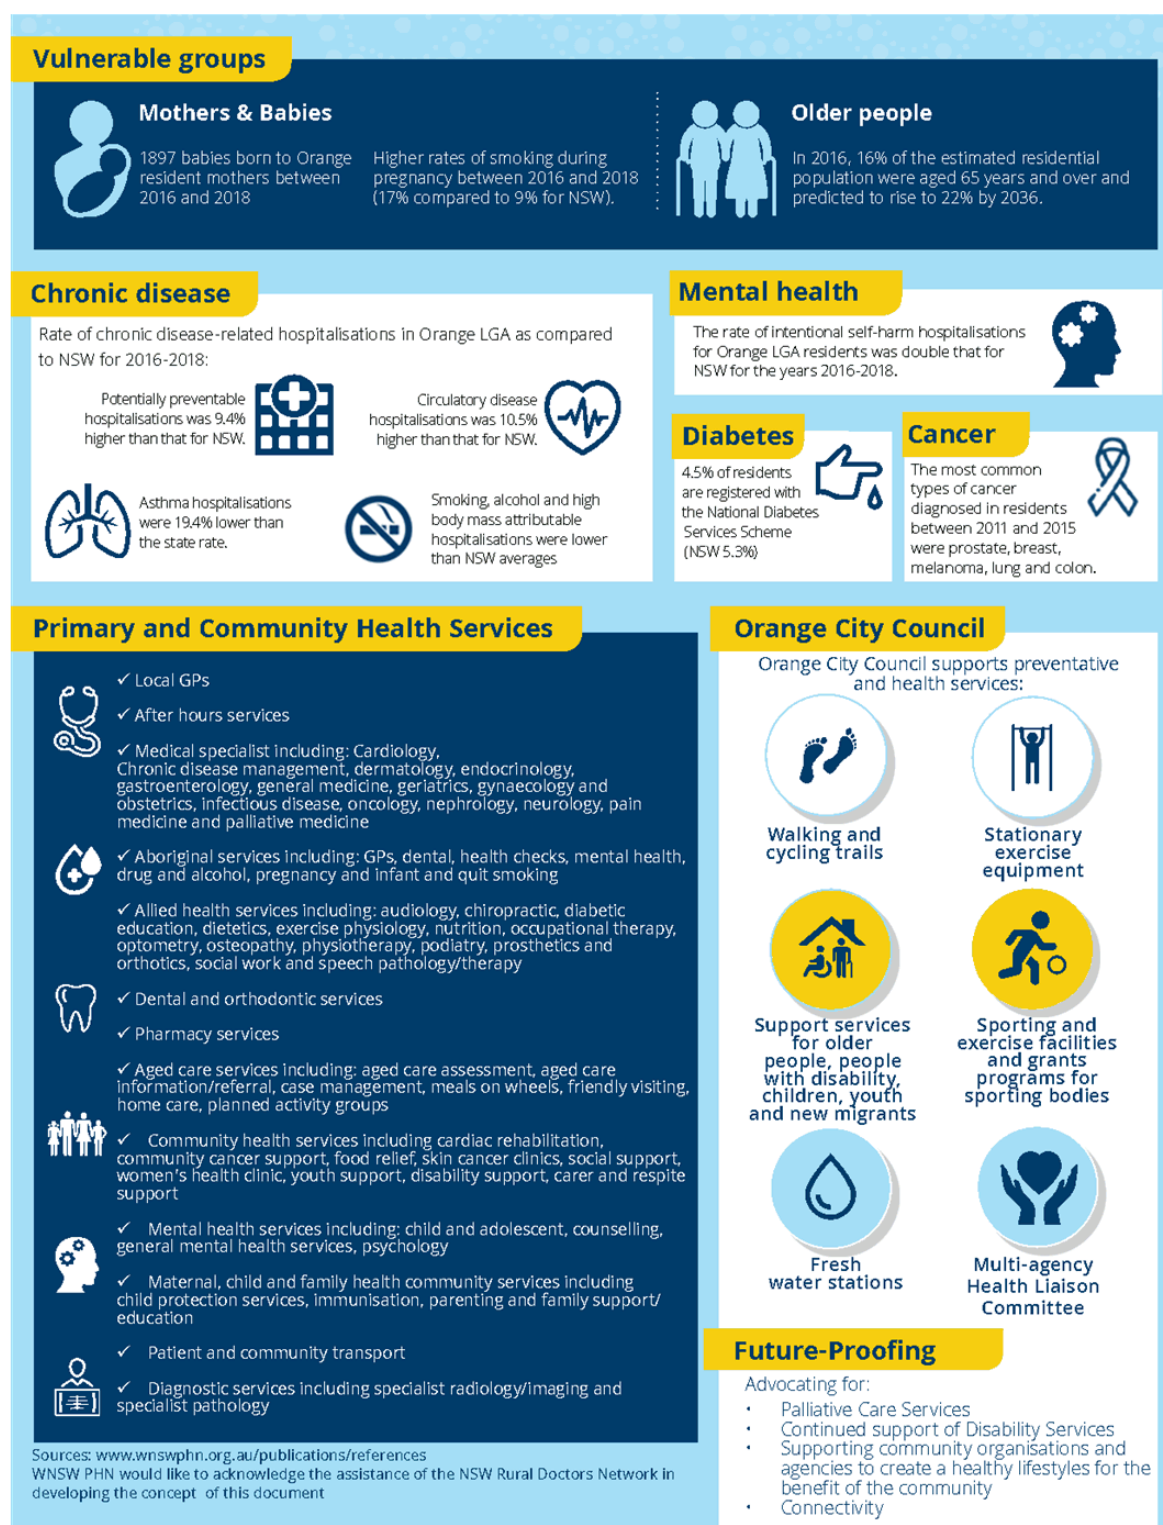 Vulnerable groups
Mothers & Babies
1897 babies born to Orange
resident mothers between
2016 and 2018
Higher rates of smoking during
pregnancy between 2016 and 2018
(17% compared to 9% for NSW).
Older people
In 2016, 16% of the estimated residential
population were aged 65 years and over and
predicted to rise to 22% by 2036.
Chronic disease
Rate of chronic disease-related hospitalisations in Orange LGA as compared
to NSW for 2016-2018:
Potentially preventable
hospitalisations was 9.4%
higher than that for NSW.
Circulatory disease
hospitalisations was 10.5%
higher than that for NSW.
Asthma hospitalisations
were 19.4% lower than
the state rate.
Smoking, alcohol and high
body mass attributable
hospitalisations were lower
than NSW averages
Mental health
The rate of intentional self-harm hospitalisations
for Orange LGA residents was double that for
NSW for the years 2016-2018.
Diabetes
4.5% of residents
are registered with
the National Diabetes
Services Scheme
(NSW 5.3%)
Cancer
The most common
types of cancer
diagnosed in residents
between 2011 and 2015
were prostate, breast,
melanoma, lung and colon.
Primary and Community Health Services
✓ Local GPs
✓ After hours services
✓ Medical specialist including: Cardiology,
Chronic disease management, dermatology, endocrinology,
gastroenterology, general medicine, geriatrics, gynaecology and
obstetrics, infectious disease, oncology, nephrology, neurology, pain
medicine and palliative medicine
✓ Aboriginal services including: GPs, dental, health checks, mental health,
drug and alcohol, pregnancy and infant and quit smoking
✓ Allied health services including: audiology, chiropractic, diabetic
education, dietetics, exercise physiology, nutrition, occupational therapy,
optometry, osteopathy, physiotherapy, podiatry, prosthetics and
orthotics, social work and speech pathology/therapy
✓ Dental and orthodontic services
✓ Pharmacy services
✓ Aged care services including: aged care assessment, aged care
information/referral, case management, meals on wheels, friendly visiting,
home care, planned activity groups
✓ Community health services including cardiac rehabilitation,
community cancer support, food relief, skin cancer clinics, social support,
women's health clinic, youth support, disability support, carer and respite
support
✓ Mental health services including: child and adolescent, counselling,
general mental health services, psychology
✓ Maternal, child and family health community services including
child protection services, immunisation, parenting and family support/
education
✓ Patient and community transport
✓ Diagnostic services including specialist radiology/imaging and
specialist pathology
Sources: www.wnswphn.org.au/publications/references
WNSW PHN would like to acknowledge the assistance of the NSW Rural Doctors Network in
developing the concept of this document
Orange City Council
Orange City Council supports preventative
and health services:
Walking and
cycling trails
Stationary
exercise
equipment
Support services
for older
people, people
with disability,
children, youth
and new migrants
Sporting and
exercise facilities
and grants
programs for
sporting bodies
Fresh
water stations
Multi-agency
Health Liaison
Committee
Future-Proofing
Advocating for:
• Palliative Care Services
• Continued support of Disability Services
• Supporting community organisations and
agencies to create a healthy lifestyles for the
benefit of the community
• Connectivity